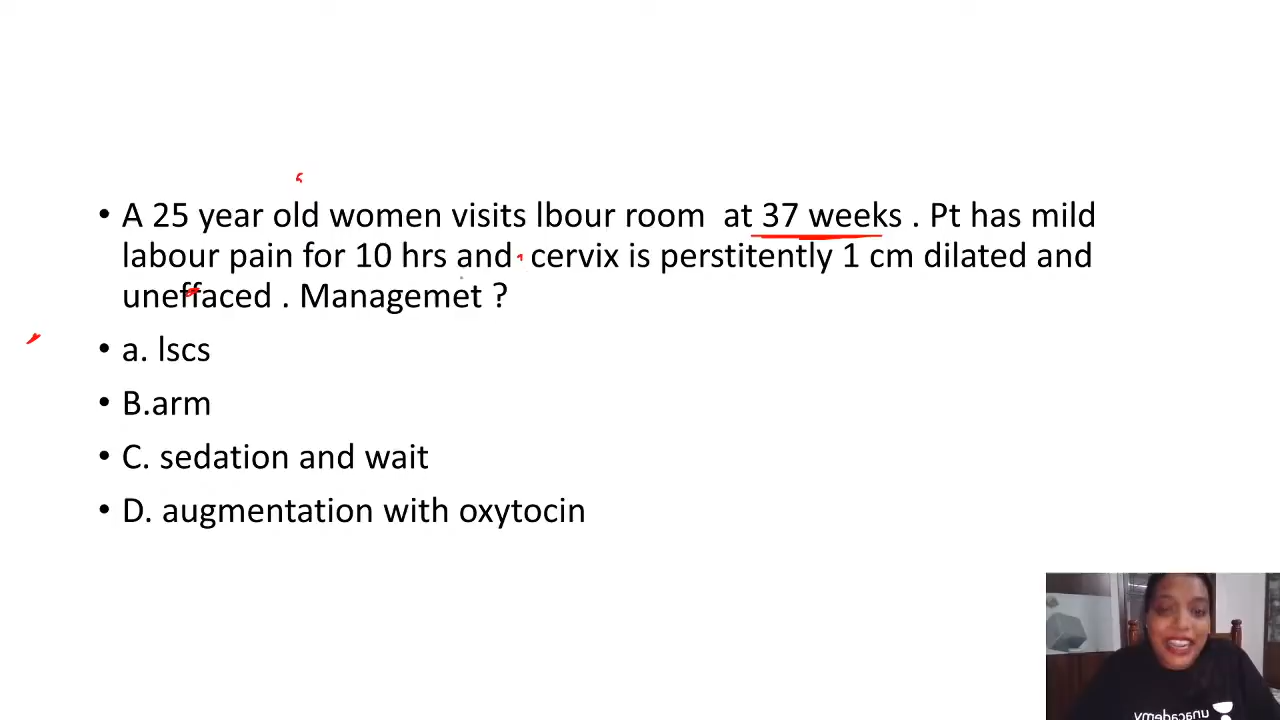 • A 25 year old women visits lbour room at 37 weeks . Pt has mild
labour pain for 10 hrs and cervix is perstitently 1 cm dilated and
uneffaced . Managemet ?
• a. lscs
• B.arm
• C. sedation and wait
• D. augmentation with oxytocin
unacademy